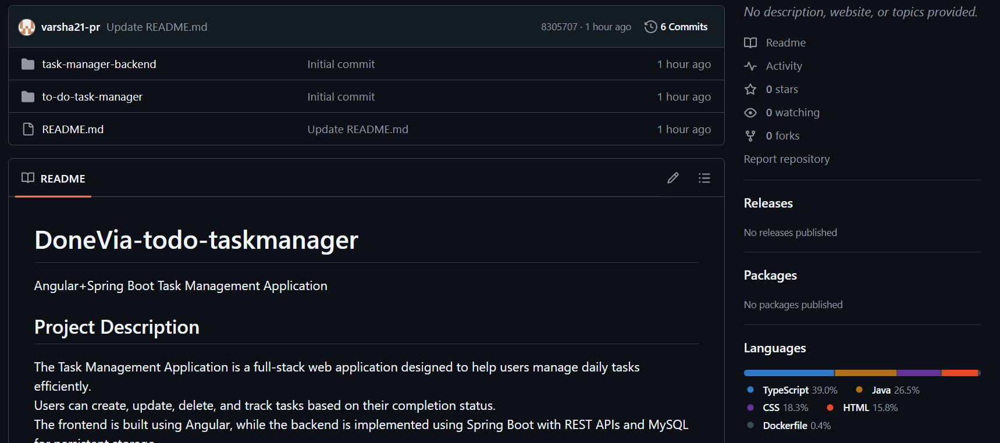 varsha21-pr Update README.md 8305707 · 1 hour ago 6 Commits
task-manager-backend Initial commit 1 hour ago
to-do-task-manager Initial commit 1 hour ago
README.md Update README.md 1 hour ago
README
DoneVia-todo-taskmanager
Angular+Spring Boot Task Management Application
Project Description
The Task Management Application is a full-stack web application designed to help users manage daily tasks
efficiently.
Users can create, update, delete, and track tasks based on their completion status.
The frontend is built using Angular, while the backend is implemented using Spring Boot with REST APIs and MySQL
for persistent storage
No description, website, or topics provided.
Readme
Activity
0 stars
0 watching
0 forks
Report repository
Releases
No releases published
Packages
No packages published
Languages
TypeScript 39.0% Java 26.5%
CSS 18.3% HTML 15.8%
Dockerfile 0.4%